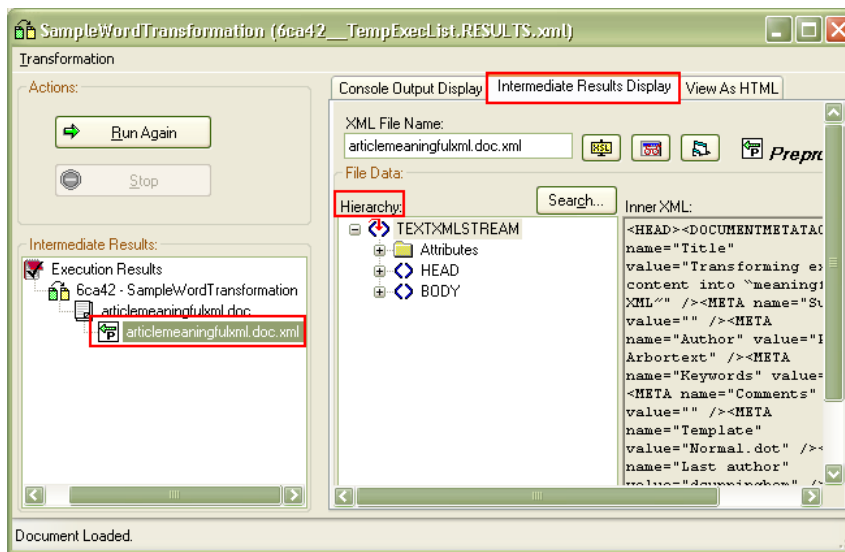 SampleWordTransformation (6ca42__TempExecList.RESULTS.xml)
Transformation
Actions:
Run Again
Stop
Intermediate Results:
Execution Results
6ca42 - SampleWordTransformation
articlemeaningfulxml.doc
articlemeaningfulxml.doc.xml
Console Output Display Intermediate Results Display View As HTML
XML File Name:
articlemeaningfulxml.doc.xml XSL Prepro
File Data:
Hierarchy: Search...
TEXTXMLSTREAM
Attributes
HEAD
BODY
Inner XML:
<HEAD><DOCUMENTMETATAG
name="Title"
value="Transforming ex
content into ~meaningf
XML~" /><META name="Su
value="" /><META
name="Author" value="
Arbortext" /><META
name="Keywords" value=
<META name="Comments"
value="" /><META
name="Template"
value="Normal.dot" /><
name="Last author"
Document Loaded.